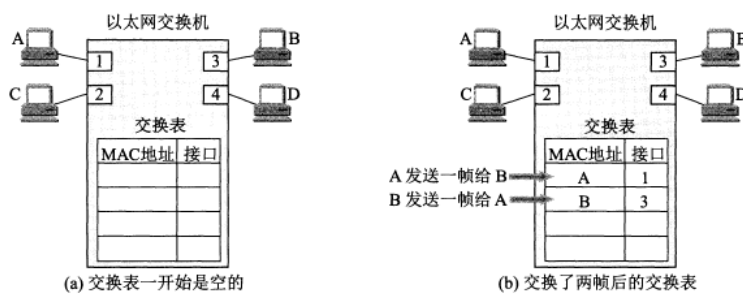 以太网交换机
A
B
1
3
C
2
4
D
交换表
MAC地址 接口
(a) 交换表一开始是空的
以太网交换机
A
B
1
3
C
2
4
D
交换表
MAC地址 接口
A 发送一帧给 B A 1
B 发送一帧给 A B 3
(b) 交换了两帧后的交换表